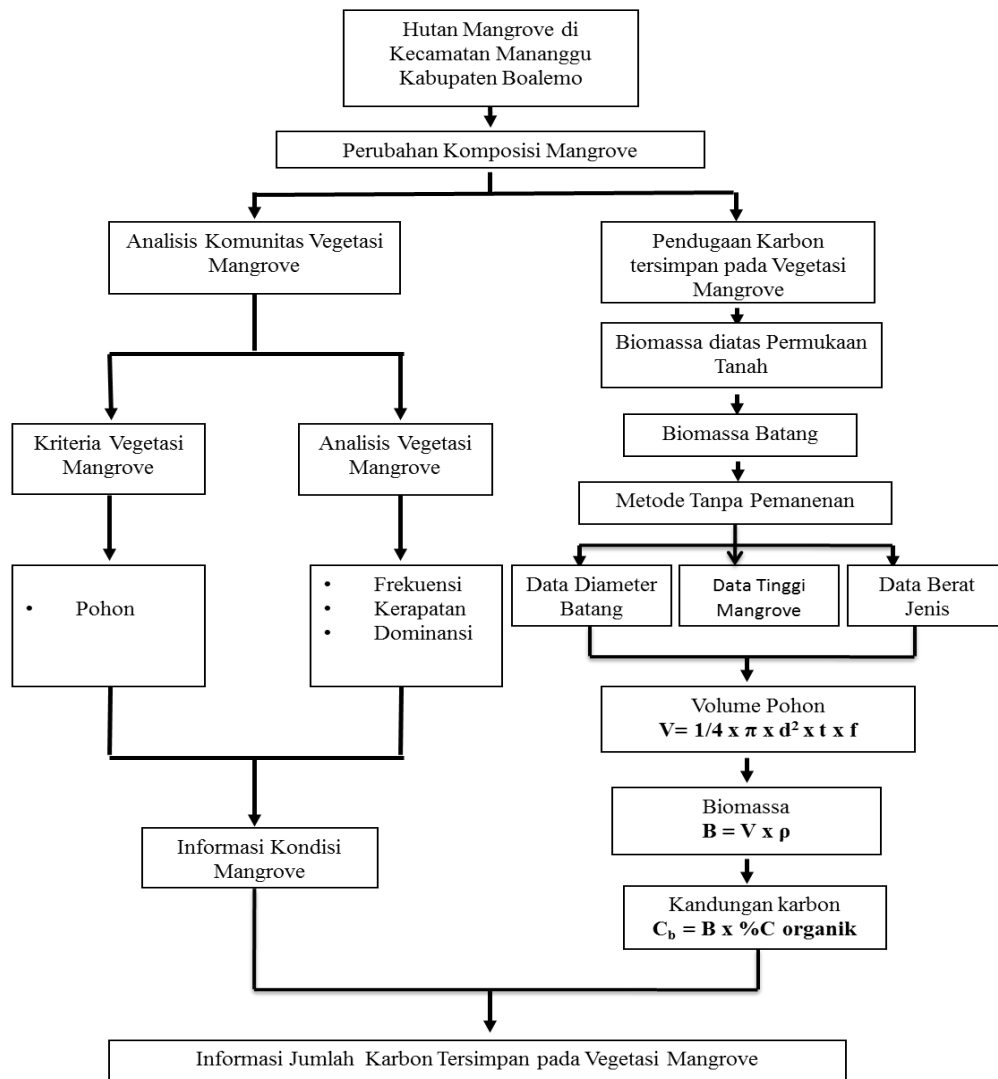 Hutan Mangrove di
Kecamatan Mananggu
Kabupaten Boalemo
Perubahan Komposisi Mangrove
Analisis Komunitas Vegetasi
Mangrove
Pendugaan Karbon
tersimpan pada Vegetasi
Mangrove
Biomassa diatas Permukaan
Tanah
Kriteria Vegetasi
Mangrove
Analisis Vegetasi
Mangrove
Biomassa Batang
Metode Tanpa Pemanenan
• Pohon
• Frekuensi
• Kerapatan
• Dominansi
Data Diameter
Batang
Data Tinggi
Mangrove
Data Berat
Jenis
Volume Pohon
V= 1/4 x π x d² x t x f
Biomassa
B = V x ρ
Informasi Kondisi
Mangrove
Kandungan karbon
C_b = B x %C organik
Informasi Jumlah Karbon Tersimpan pada Vegetasi Mangrove